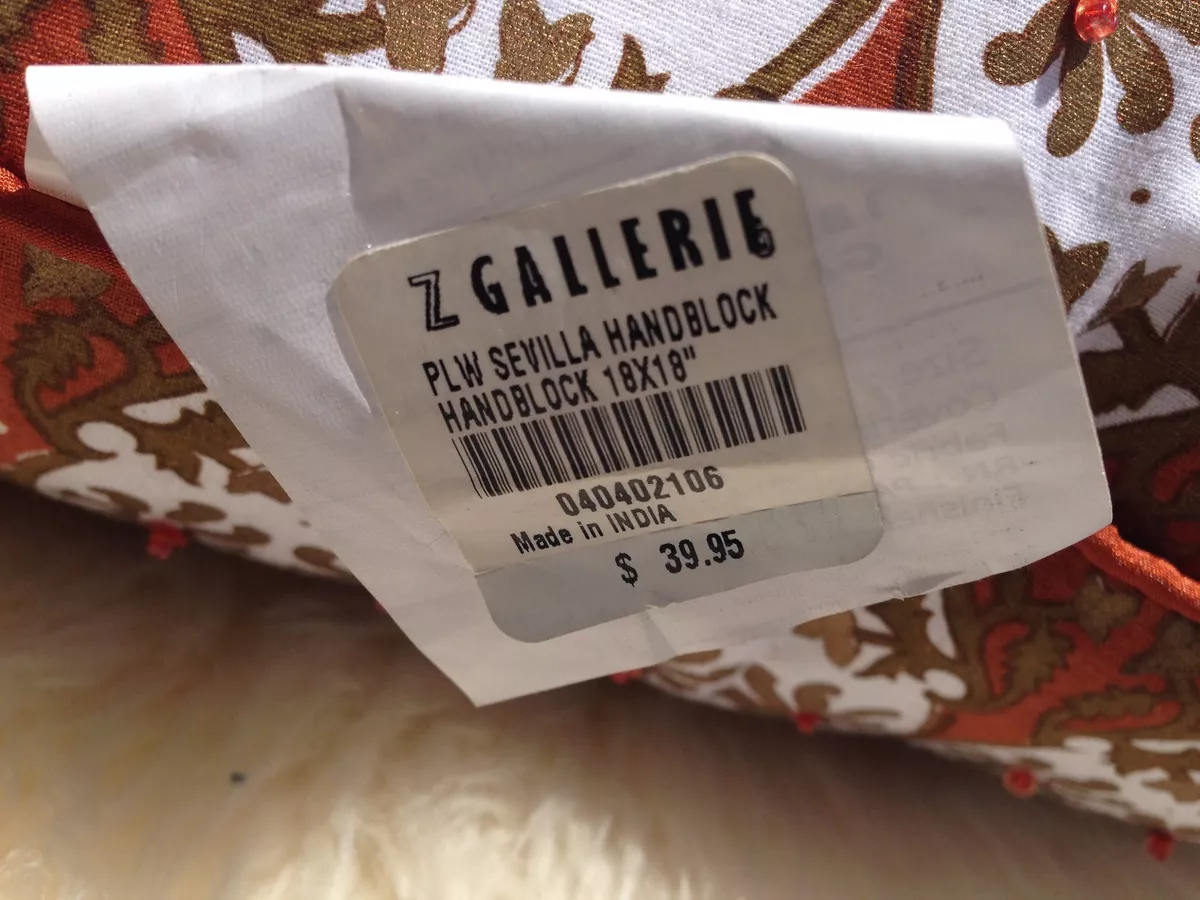 Z GALLERIE
PLW SEVILLA HANDBLOCK
HANDBLOCK 18X18"
040402106
Made in INDIA
$ 39.95